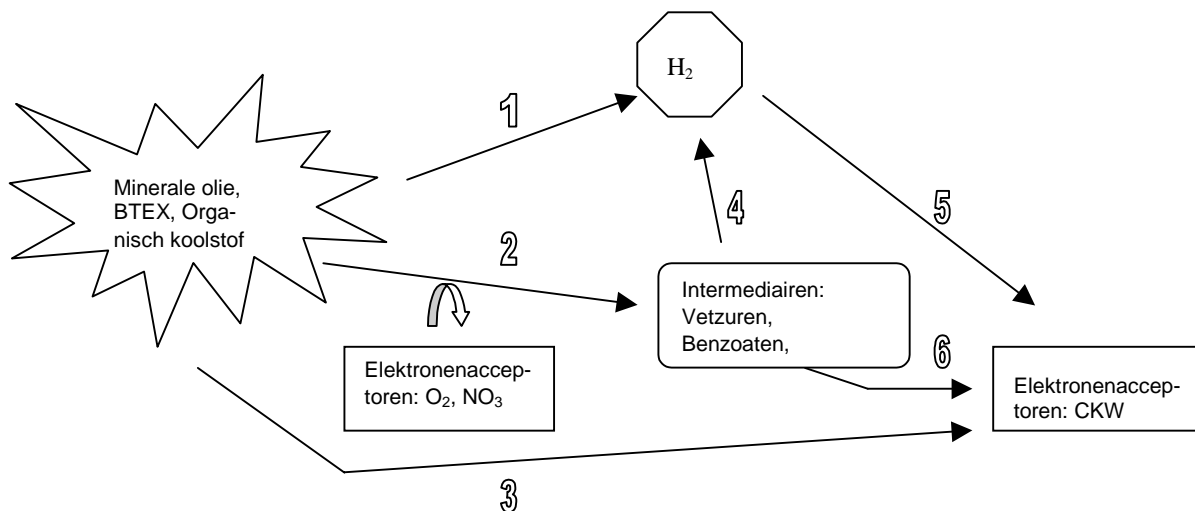 H₂
1
Minerale olie,
BTEX, Orga-
nisch koolstof
4
5
2
Intermediairen:
Vetzuren,
Benzoaten,
Elektronenaccep-
toren: O₂, NO₃
6
Elektronenaccep-
toren: CKW
3